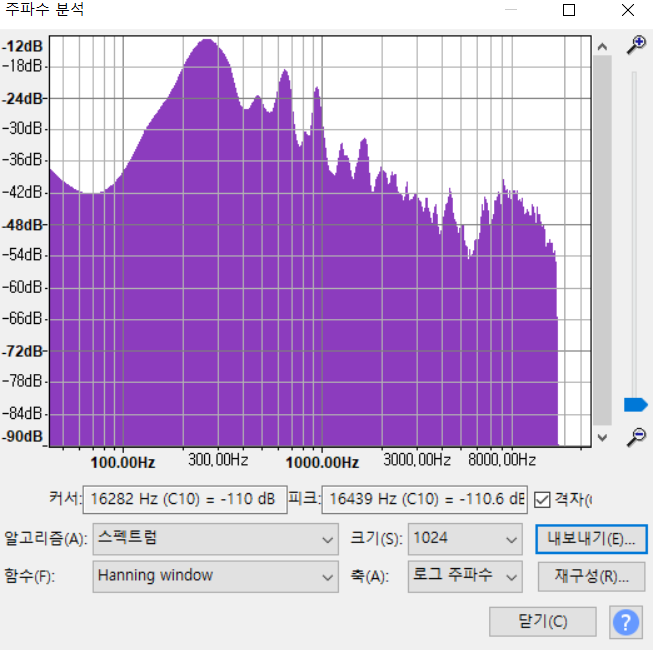 주파수 분석
-12dB
-18dB
-24dB
-30dB
-36dB
-42dB
-48dB
-54dB
-60dB
-66dB
-72dB
-78dB
-84dB
-90dB
100.00Hz 300,00Hz 1000.00Hz 3000,00Hz 8000,00Hz
커서: 16282 Hz (C10) = -110 dB 피크: 16439 Hz (C10) = -110.6 dB 격자(
알고리즘(A): 스펙트럼 크기(S): 1024 내보내기(E)...
함수(F): Hanning window 축(A): 로그 주파수 재구성(R)...
닫기(C) ?